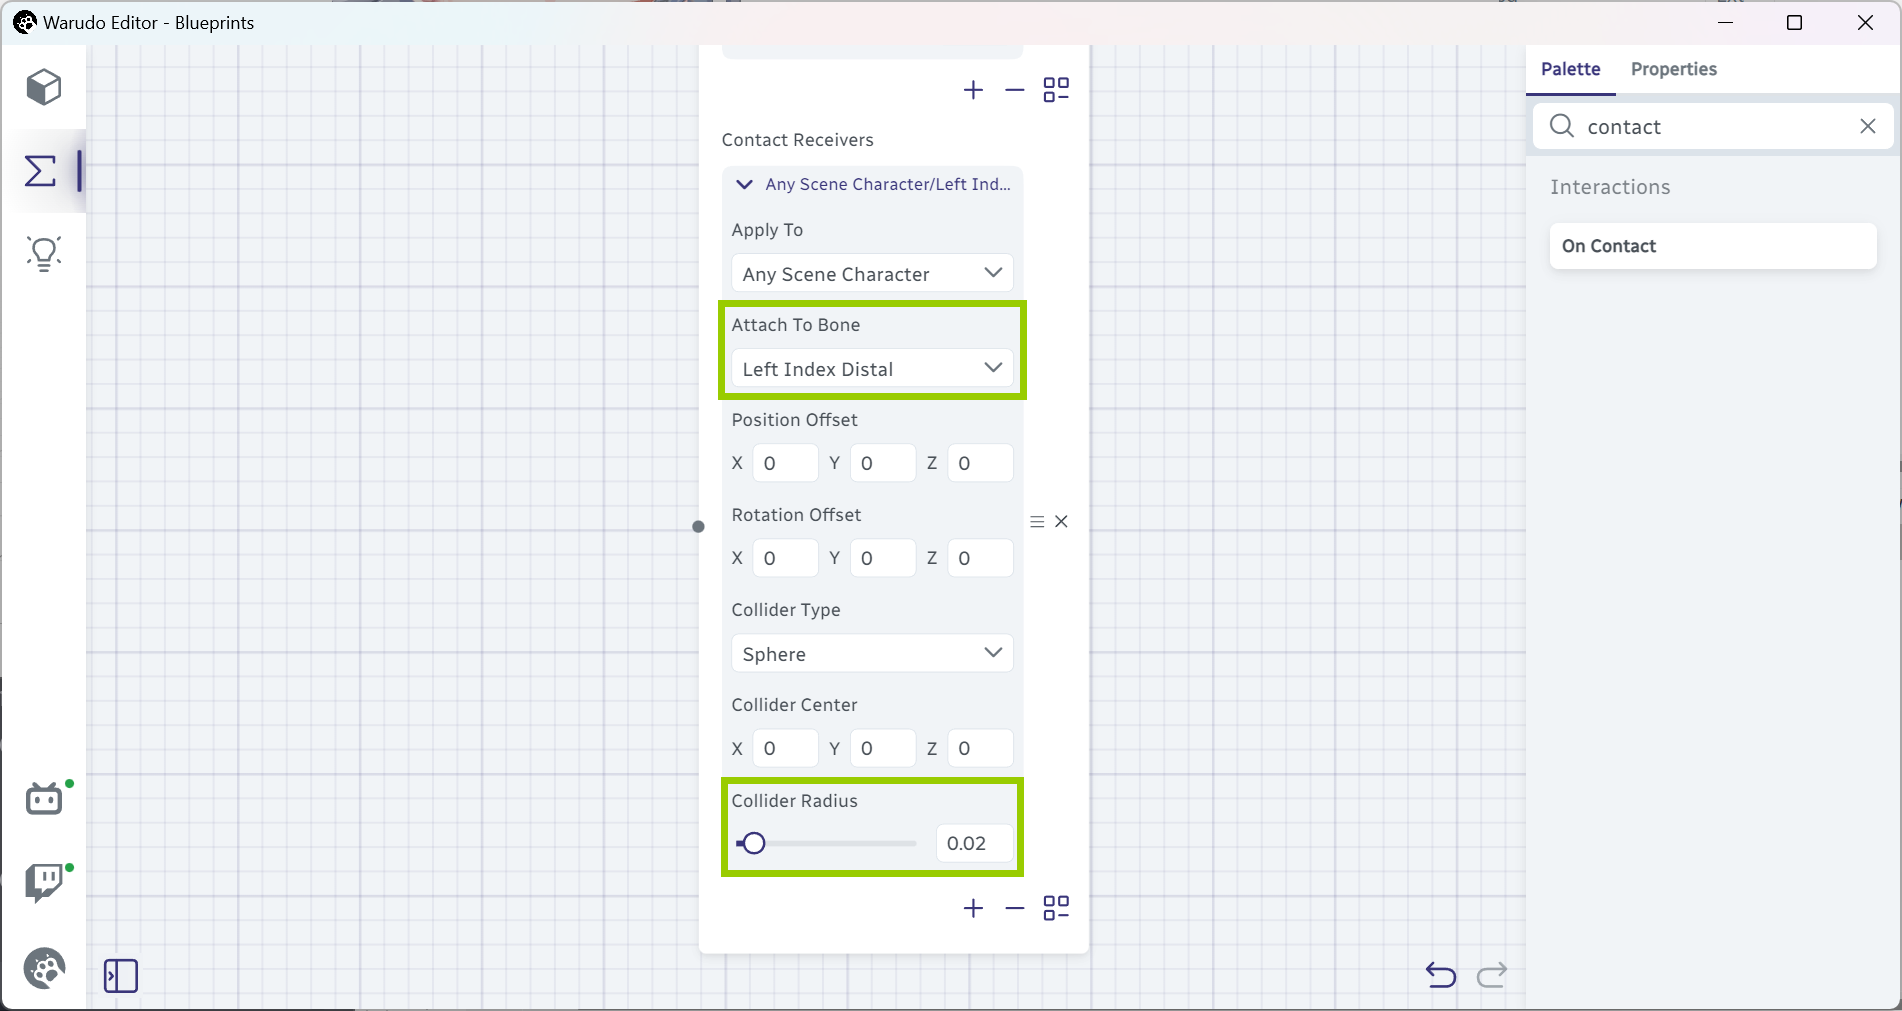 Warudo Editor - Blueprints
Palette Properties
contact
Interactions
On Contact
Contact Receivers
Any Scene Character/Left Ind...
Apply To
Any Scene Character
Attach To Bone
Left Index Distal
Position Offset
X 0 Y 0 Z 0
Rotation Offset
X 0 Y 0 Z 0
Collider Type
Sphere
Collider Center
X 0 Y 0 Z 0
Collider Radius
0.02